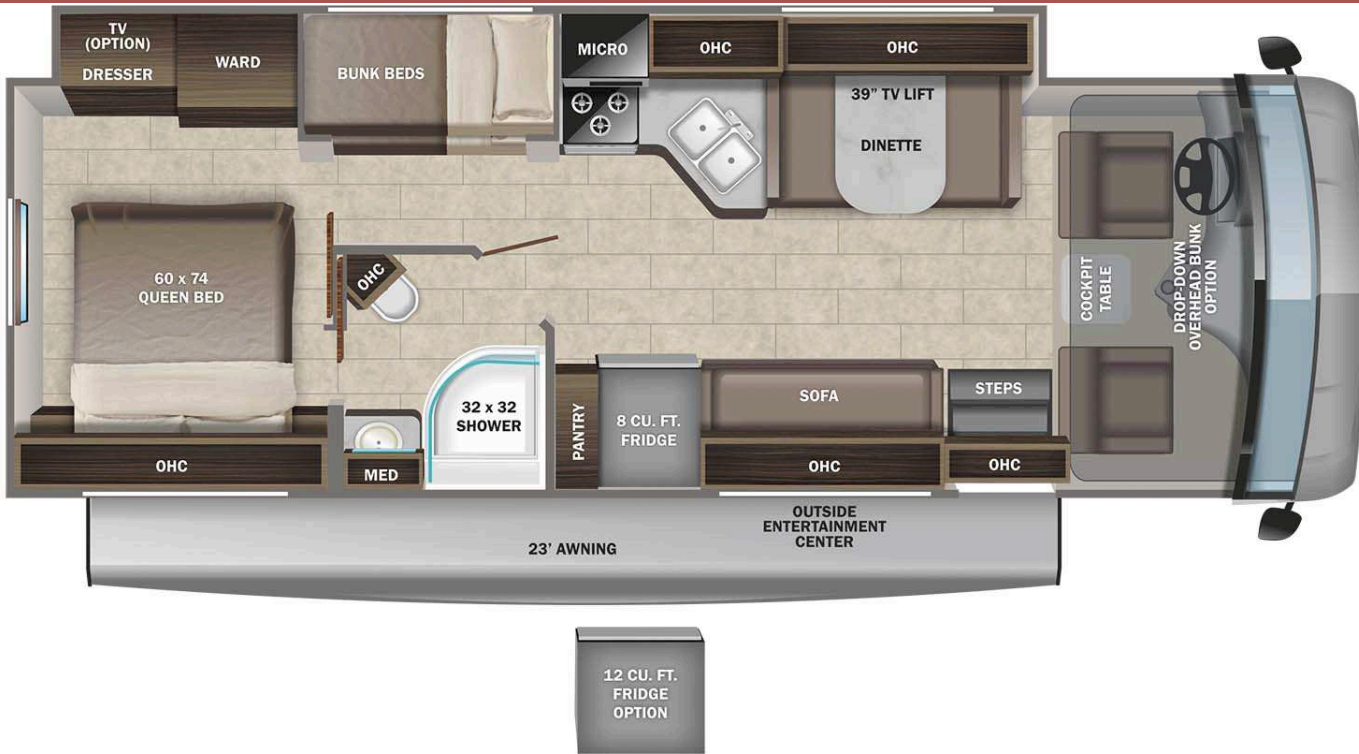 TV
(OPTION)
DRESSER
WARD
BUNK BEDS
MICRO
OHC
OHC
39” TV LIFT
DINETTE
60 x 74
QUEEN BED
OHC
COCKPIT
TABLE
DROP-DOWN
OVERHEAD BUNK
OPTION
OHC
MED
32 x 32
SHOWER
PANTRY
8 CU. FT.
FRIDGE
SOFA
OHC
STEPS
OHC
23’ AWNING
OUTSIDE
ENTERTAINMENT
CENTER
12 CU. FT.
FRIDGE
OPTION